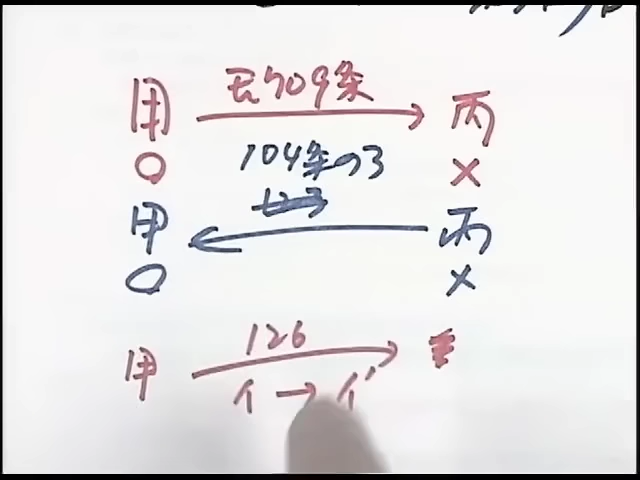 民709条
甲 → 丙
○ 104条の3 ×
123
甲 ← 丙
○ ×
126
甲 →
イ → イ'